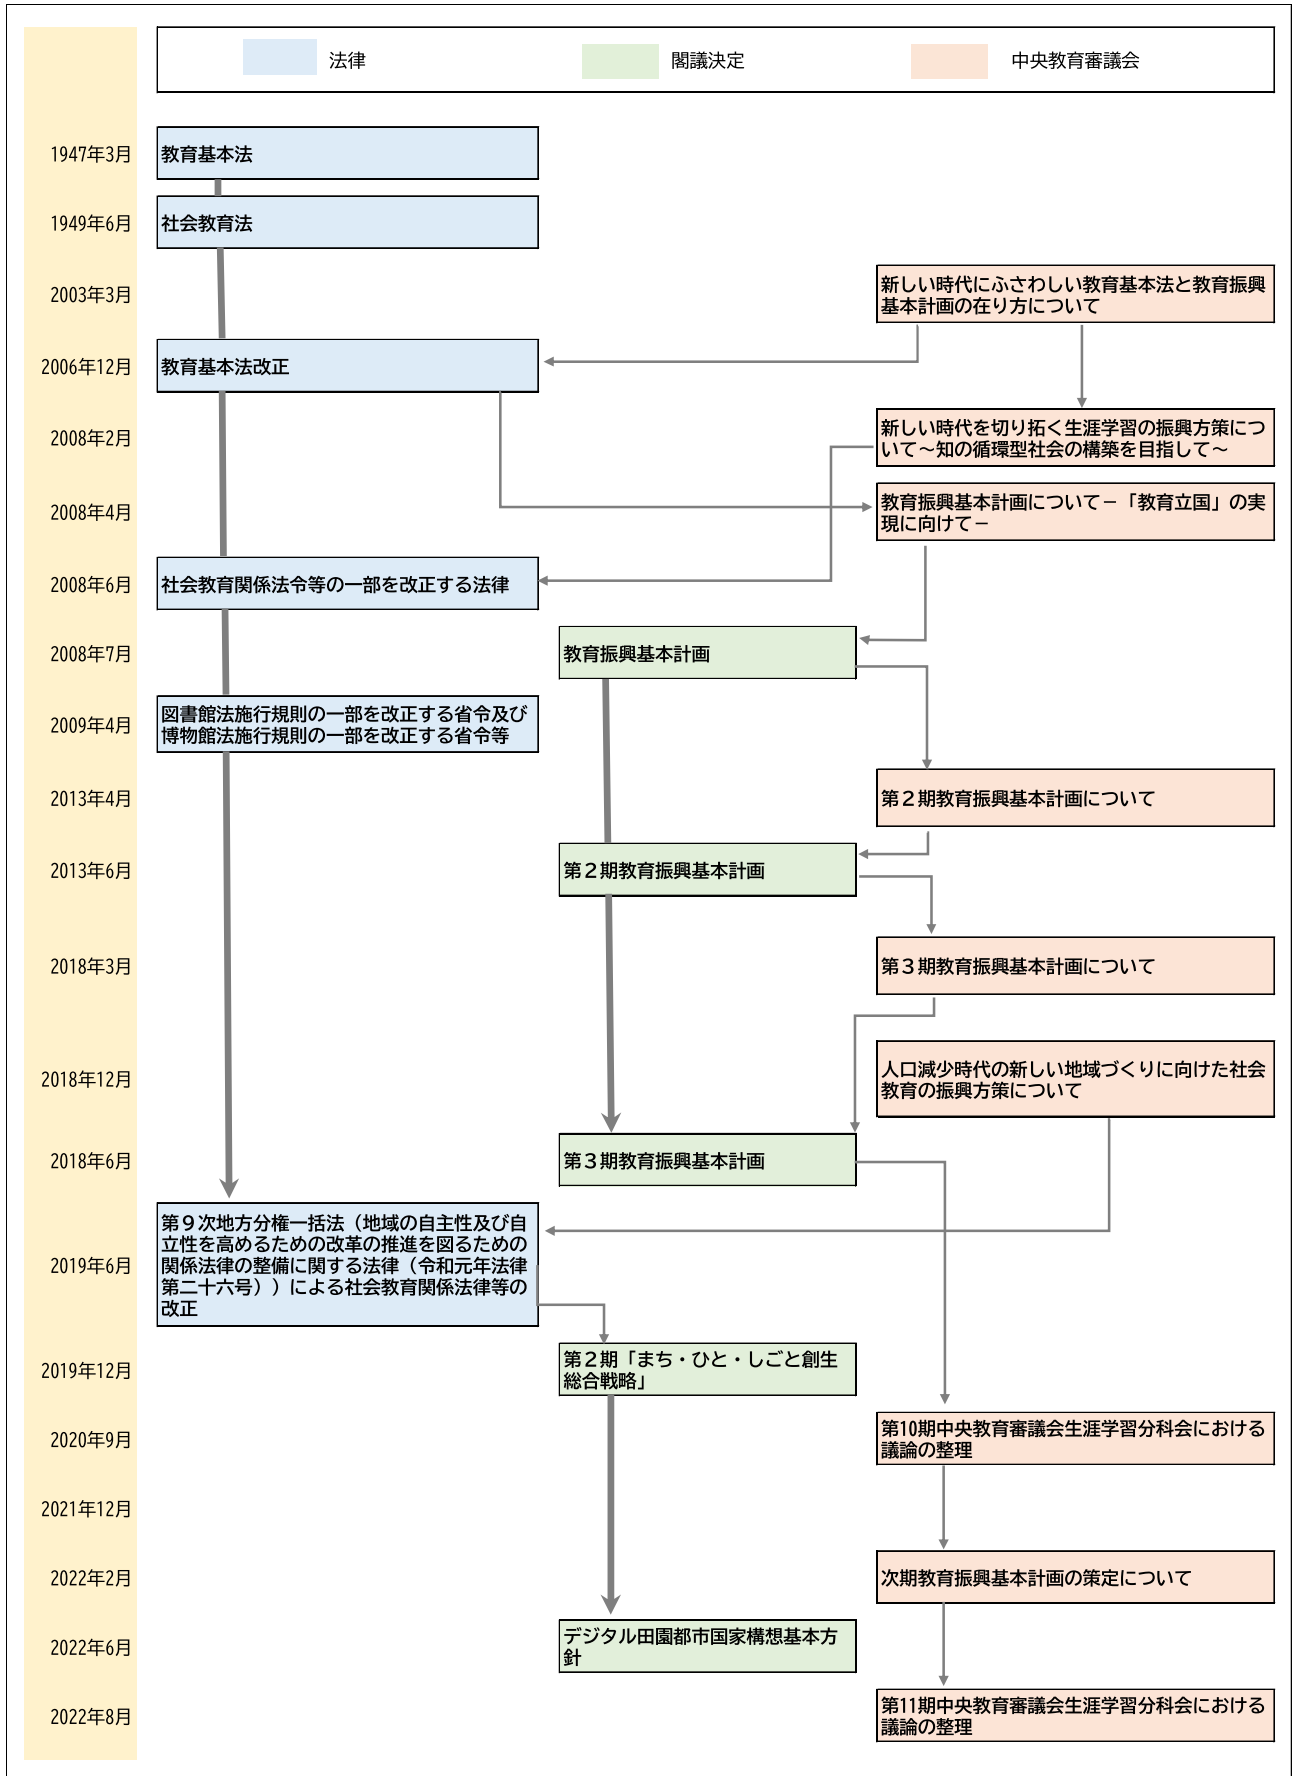 法律
閣議決定
中央教育審議会
1947年3月
教育基本法
1949年6月
社会教育法
2003年3月
新しい時代にふさわしい教育基本法と教育振興
基本計画の在り方について
2006年12月
教育基本法改正
2008年2月
新しい時代を切り拓く生涯学習の振興方策につ
いて～知の循環型社会の構築を目指して～
2008年4月
教育振興基本計画について－「教育立国」の実
現に向けて－
2008年6月
社会教育関係法令等の一部を改正する法律
2008年7月
教育振興基本計画
2009年4月
図書館法施行規則の一部を改正する省令及び
博物館法施行規則の一部を改正する省令等
2013年4月
第２期教育振興基本計画について
2013年6月
第２期教育振興基本計画
2018年3月
第３期教育振興基本計画について
2018年12月
人口減少時代の新しい地域づくりに向けた社会
教育の振興方策について
2018年6月
第３期教育振興基本計画
2019年6月
第９次地方分権一括法（地域の自主性及び自
立性を高めるための改革の推進を図るための
関係法律の整備に関する法律（令和元年法律
第二十六号））による社会教育関係法律等の
改正
2019年12月
第２期「まち・ひと・しごと創生
総合戦略」
2020年9月
第10期中央教育審議会生涯学習分科会における
議論の整理
2021年12月
2022年2月
次期教育振興基本計画の策定について
2022年6月
デジタル田園都市国家構想基本方
針
2022年8月
第11期中央教育審議会生涯学習分科会における
議論の整理